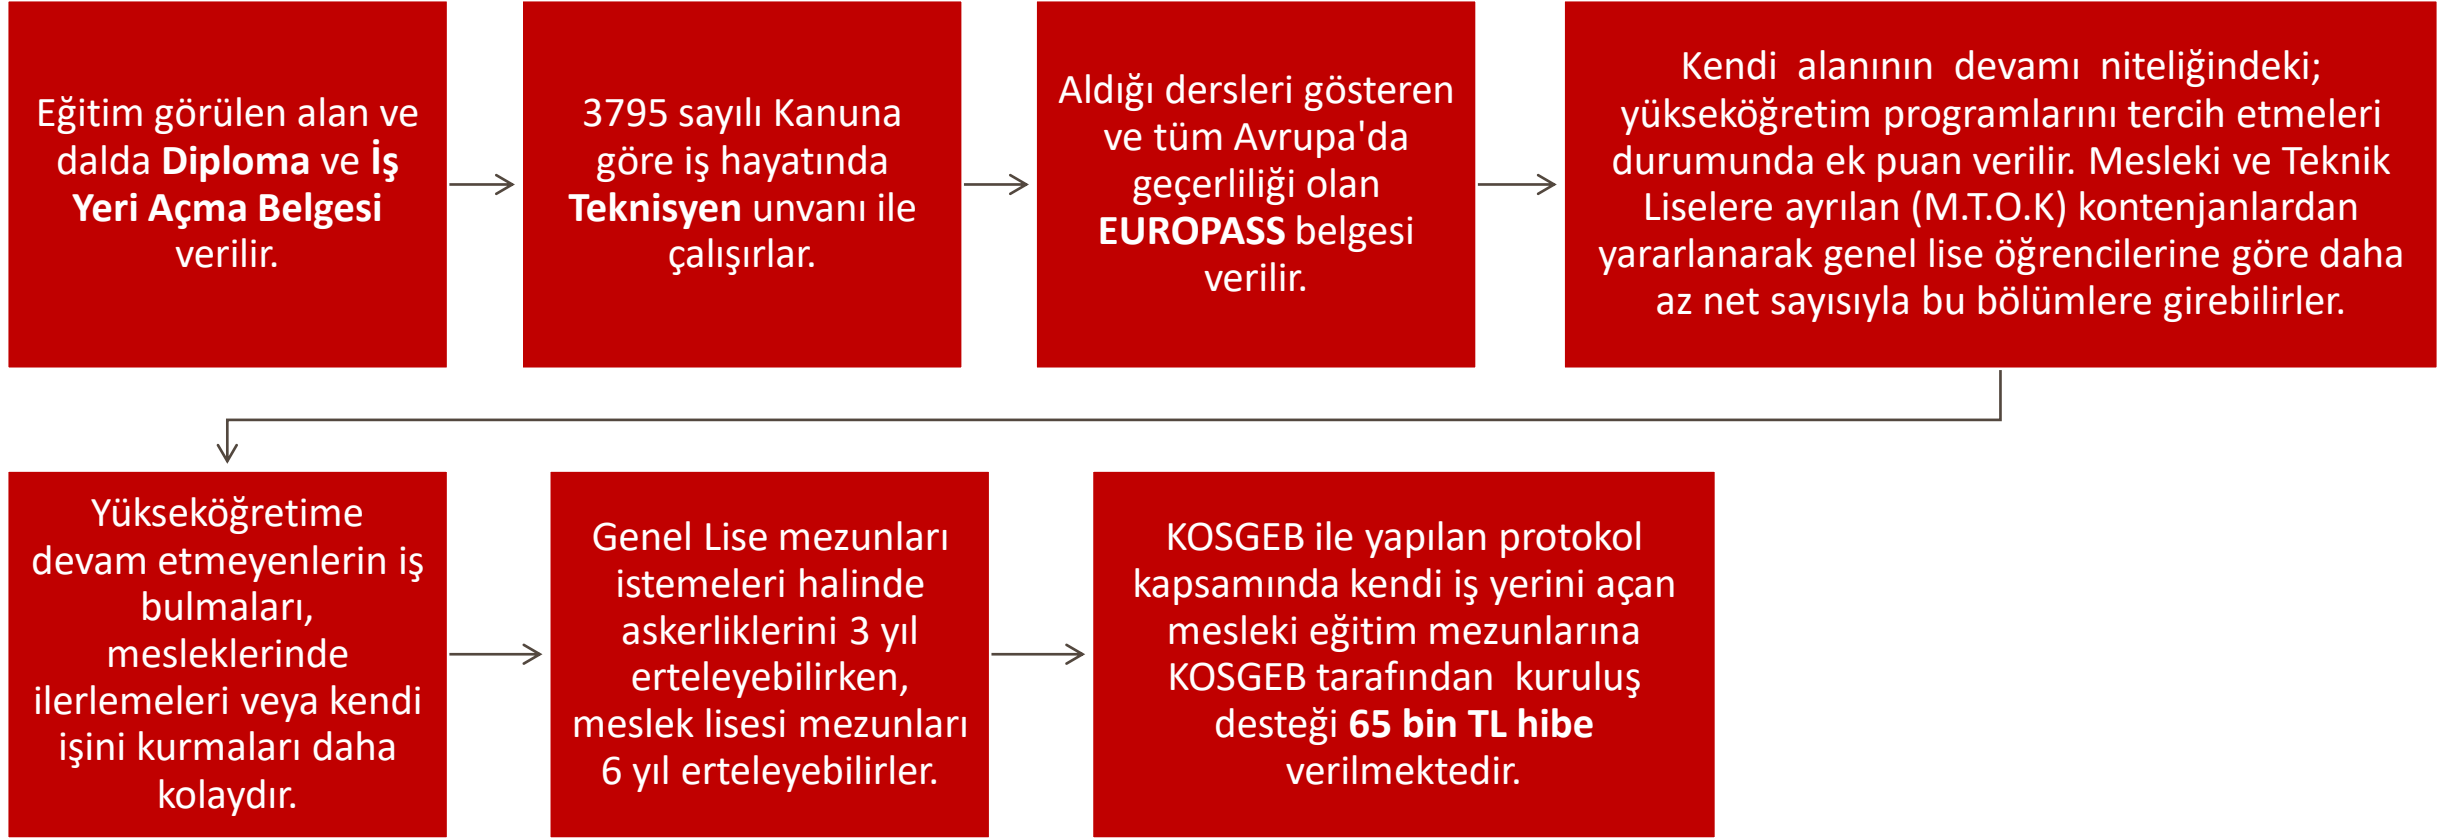 Eğitim görülen alan ve
dalda Diploma ve İş
Yeri Açma Belgesi
verilir.
3795 sayılı Kanuna
göre iş hayatında
Teknisyen unvanı ile
çalışırlar.
Aldığı dersleri gösteren
ve tüm Avrupa'da
geçerliliği olan
EUROPASS belgesi
verilir.
Kendi alanının devamı niteliğindeki;
yükseköğretim programlarını tercih etmeleri
durumunda ek puan verilir. Mesleki ve Teknik
Liselere ayrılan (M.T.O.K) kontenjanlardan
yararlanarak genel lise öğrencilerine göre daha
az net sayısıyla bu bölümlere girebilirler.
Yükseköğretime
devam etmeyenlerin iş
bulmaları,
mesleklerinde
ilerlemeleri veya kendi
işini kurmaları daha
kolaydır.
Genel Lise mezunları
istemeleri halinde
askerliklerini 3 yıl
erteleyebilirken,
meslek lisesi mezunları
6 yıl erteleyebilirler.
KOSGEB ile yapılan protokol
kapsamında kendi iş yerini açan
mesleki eğitim mezunlarına
KOSGEB tarafından kuruluş
desteği 65 bin TL hibe
verilmektedir.